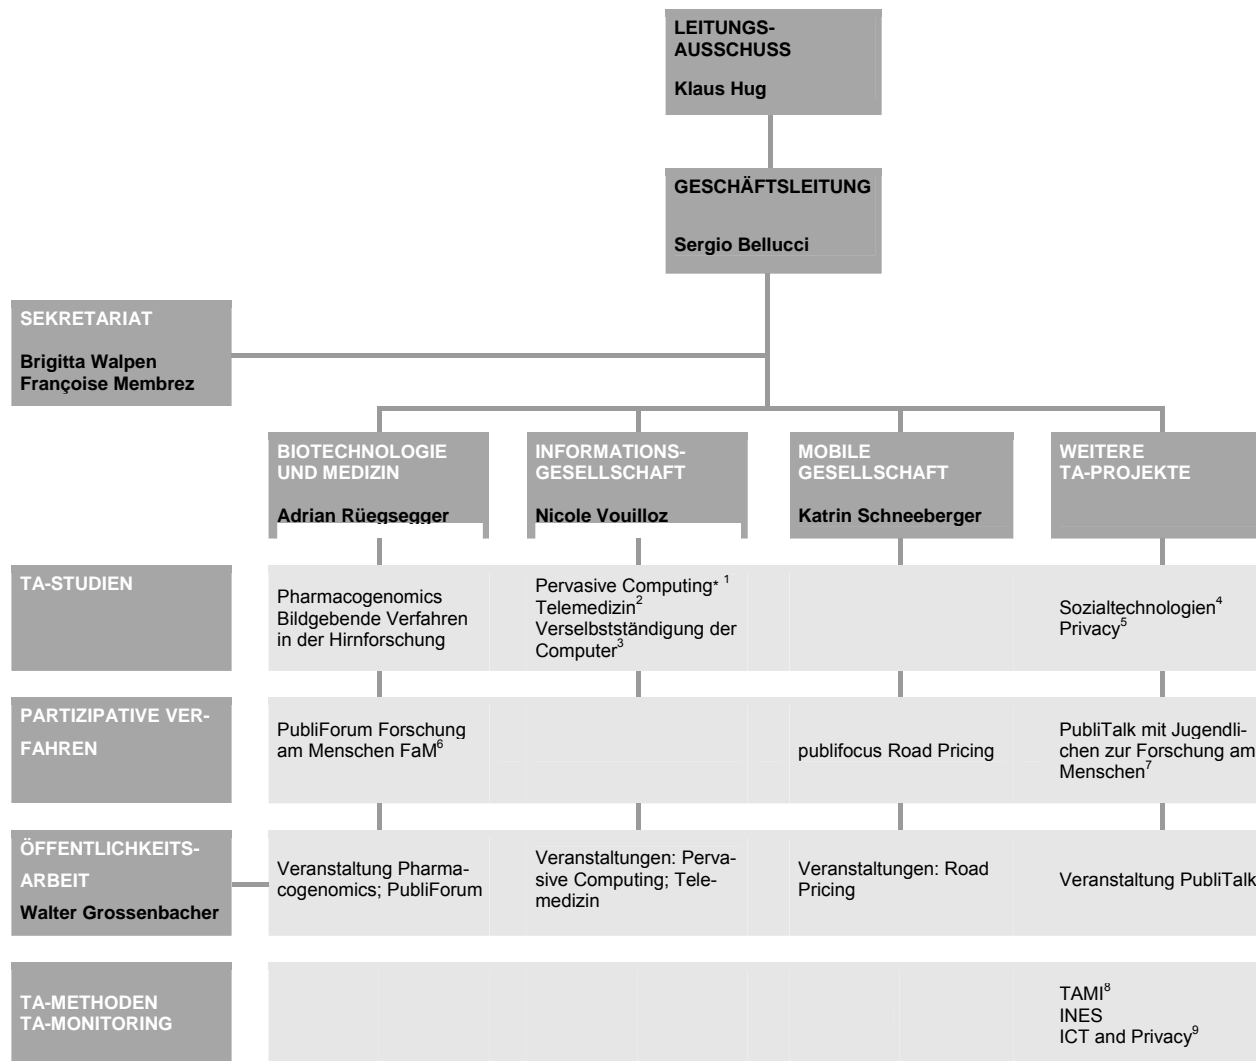 LEITUNGS-
AUSSCHUSS
Klaus Hug
GESCHÄFTSLEITUNG
Sergio Bellucci
SEKRETARIAT
Brigitta Walpen
Françoise Membrez
BIOTECHNOLOGIE
UND MEDIZIN
Adrian Rüegsegger
INFORMATIONS-
GESELLSCHAFT
Nicole Vouilloz
MOBILE
GESELLSCHAFT
Katrin Schneeberger
WEITERE
TA-PROJEKTE
TA-STUDIEN
Pharmacogenomics
Bildgebende Verfahren
in der Hirnforschung
Pervasive Computing* 1
Telemedizin2
Verselbstständigung der
Computer3
Sozialtechnologien4
Privacy5
PARTIZIPATIVE VER-
FAHREN
PubliForum Forschung
am Menschen FaM6
publifocus Road Pricing
PubliTalk mit Jugendli-
chen zur Forschung am
Menschen7
ÖFFENTLICHKEITS-
ARBEIT
Walter Grossenbacher
Veranstaltung Pharma-
cogenomics; PubliForum
Veranstaltungen: Perva-
sive Computing; Tele-
medizin
Veranstaltungen: Road
Pricing
Veranstaltung PubliTalk
TA-METHODEN
TA-MONITORING
TAMI8
INES
ICT and Privacy9